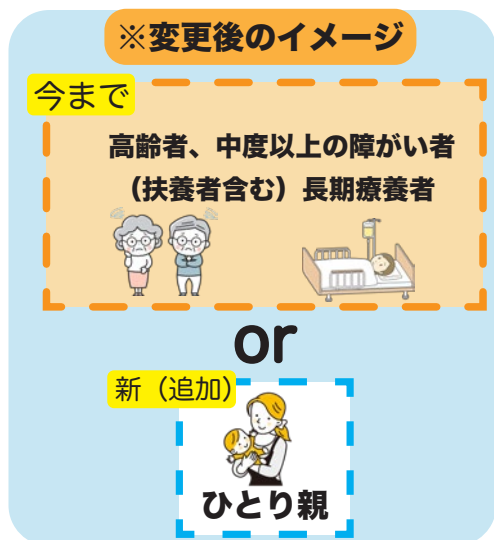 ※変更後のイメージ
今まで
高齢者、中度以上の障がい者
（扶養者含む）長期療養者
or
新（追加）
ひとり親